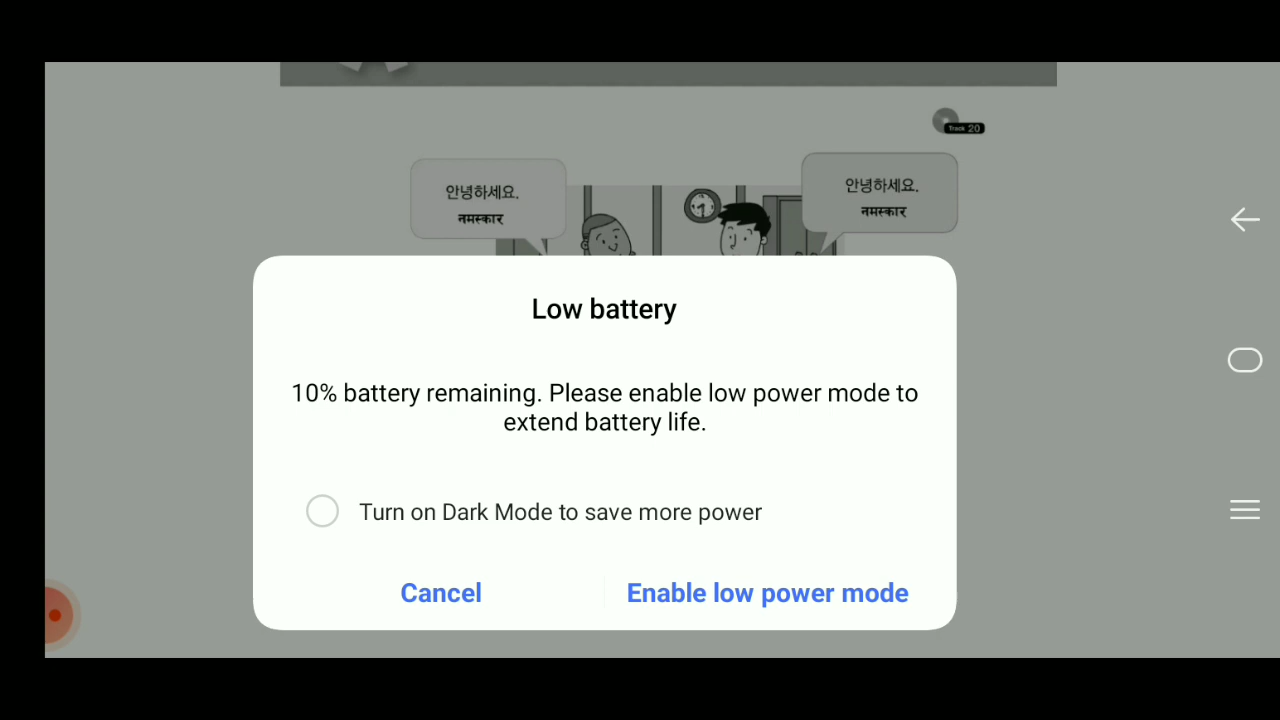 Track 20
안녕하세요.
नमस्कार
안녕하세요.
नमस्कार
Low battery
10% battery remaining. Please enable low power mode to
extend battery life.
Turn on Dark Mode to save more power
Cancel
Enable low power mode